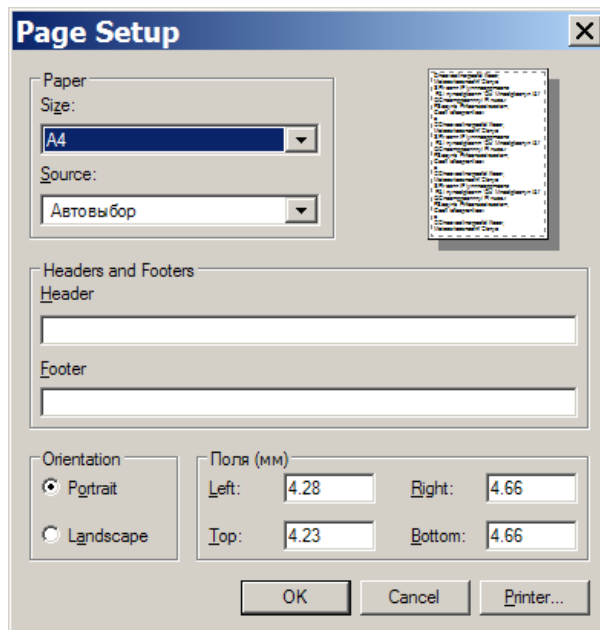 Page Setup
Paper
Size:
A4
Source:
Автовыбор
Headers and Footers
Header
Footer
Orientation
Portrait
Landscape
Поля (мм)
Left: 4.28 Right: 4.66
Top: 4.23 Bottom: 4.66
OK Cancel Printer...